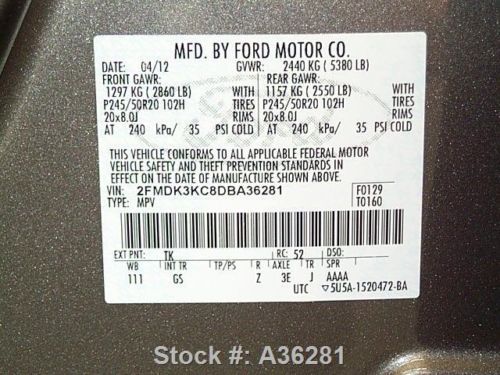 MFD. BY FORD MOTOR CO.
DATE: 04/12 GVWR: 2440 KG ( 5380 LB)
FRONT GAWR: REAR GAWR:
1297 KG ( 2860 LB) WITH 1157 KG ( 2550 LB) WITH
P245/50R20 102H TIRES P245/50R20 102H TIRES
20x8.0J RIMS 20x8.0J RIMS
AT 240 kPa/ 35 PSI COLD AT 240 kPa/ 35 PSI COLD
THIS VEHICLE CONFORMS TO ALL APPLICABLE FEDERAL MOTOR
VEHICLE SAFETY AND THEFT PREVENTION STANDARDS IN
EFFECT ON THE DATE OF MANUFACTURE SHOWN ABOVE.
VIN: 2FMDK3KC8DBA36281 F0129
TYPE: MPV T0160
EXT PNT: TK RC: 52 DSO:
WB INT TR TP/PS R AXLE TR SPR
111 GS Z 3E J AAAA
UTC ▽5U5A-1520472-BA
Stock #: A36281